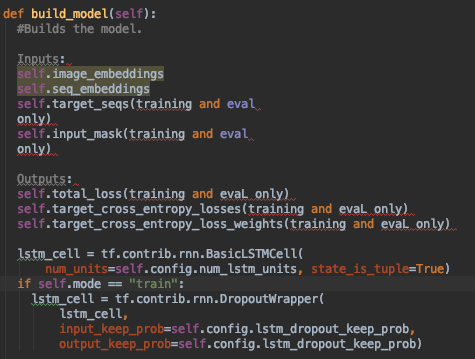 def build_model(self):
#Builds the model.
Inputs:
self.image_embeddings
self.seq_embeddings
self.target_seqs(training and eval
only)
self.input_mask(training and eval
only)
Outputs:
self.total_loss(training and evaL only)
self.target_cross_entropy_losses(training and evaL only)
self.target_cross_entropy_loss_weights(training and evaL only)
lstm_cell = tf.contrib.rnn.BasicLSTMCell(
num_units=self.config.num_lstm_units, state_is_tuple=True)
if self.mode == "train":
lstm_cell = tf.contrib.rnn.DropoutWrapper(
lstm_cell,
input_keep_prob=self.config.lstm_dropout_keep_prob,
output_keep_prob=self.config.lstm_dropout_keep_prob)